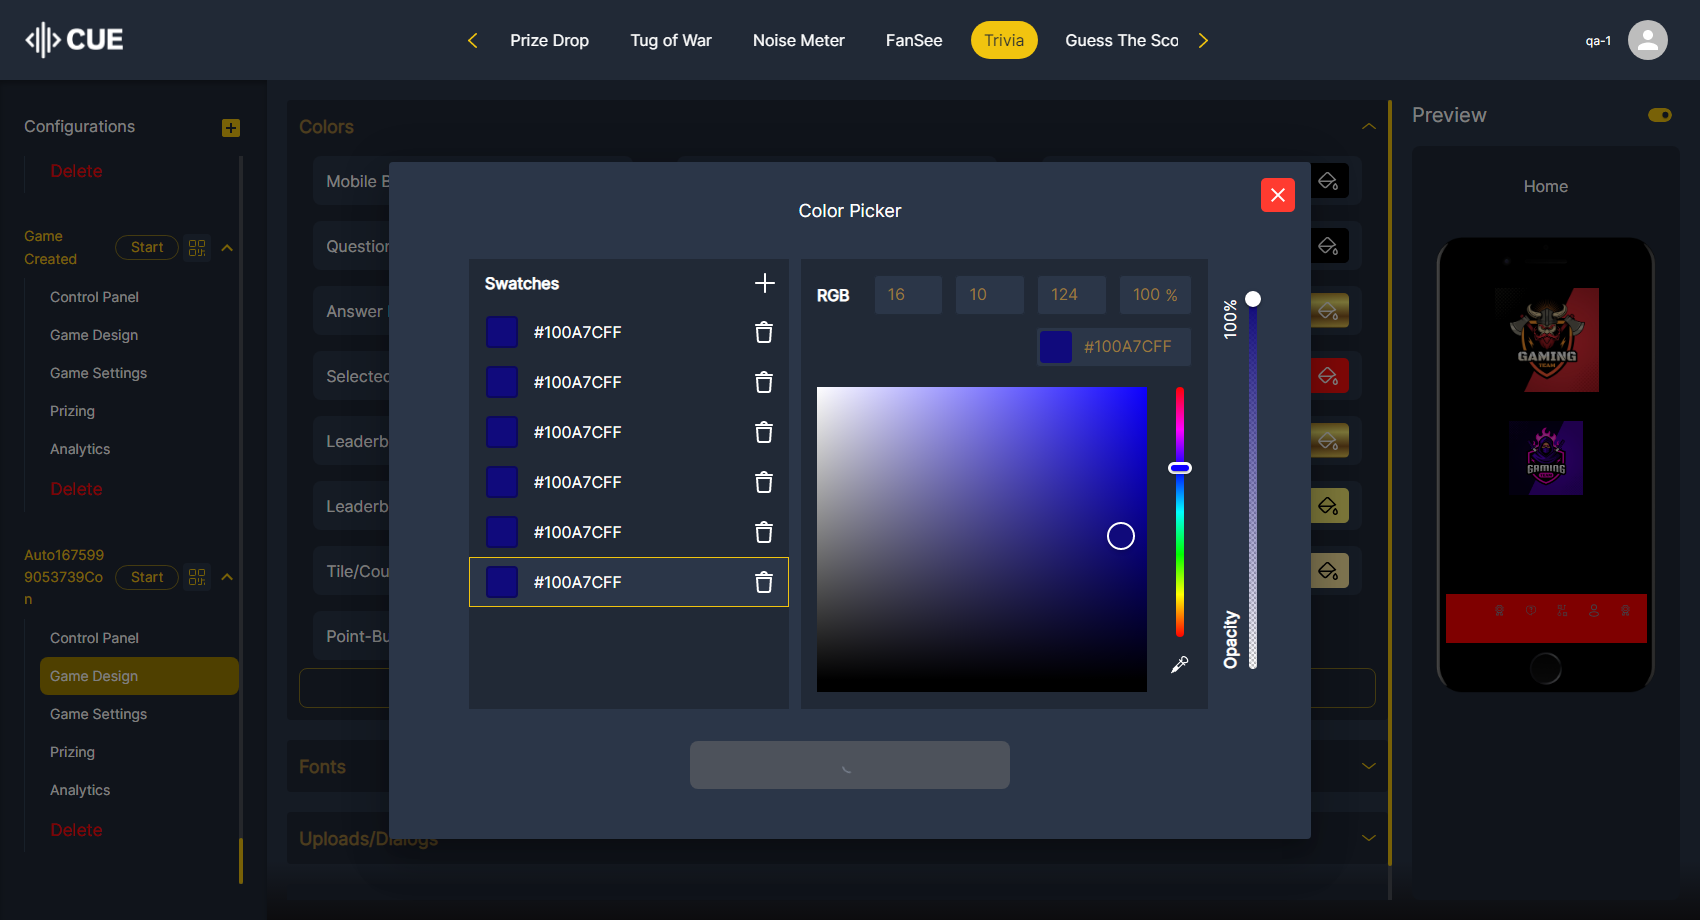 CUE
Prize Drop
Tug of War
Noise Meter
FanSee
Trivia
Guess The Sco
qa-1
Configurations
Delete
Game
Created
Start
Control Panel
Game Design
Game Settings
Prizing
Analytics
Delete
Auto167599
9053739Co
n
Start
Control Panel
Game Design
Game Settings
Prizing
Analytics
Delete
Colors
Mobile B
Question
Answer
Selected
Leaderb
Leaderb
Tile/Cou
Point-Bu
Fonts
Uploads/Dialogs
Color Picker
Swatches
#100A7CFF
#100A7CFF
#100A7CFF
#100A7CFF
#100A7CFF
#100A7CFF
RGB
16
10
124
100 %
#100A7CFF
100%
Opacity
Preview
Home
GAMING
TEAM
GAMING